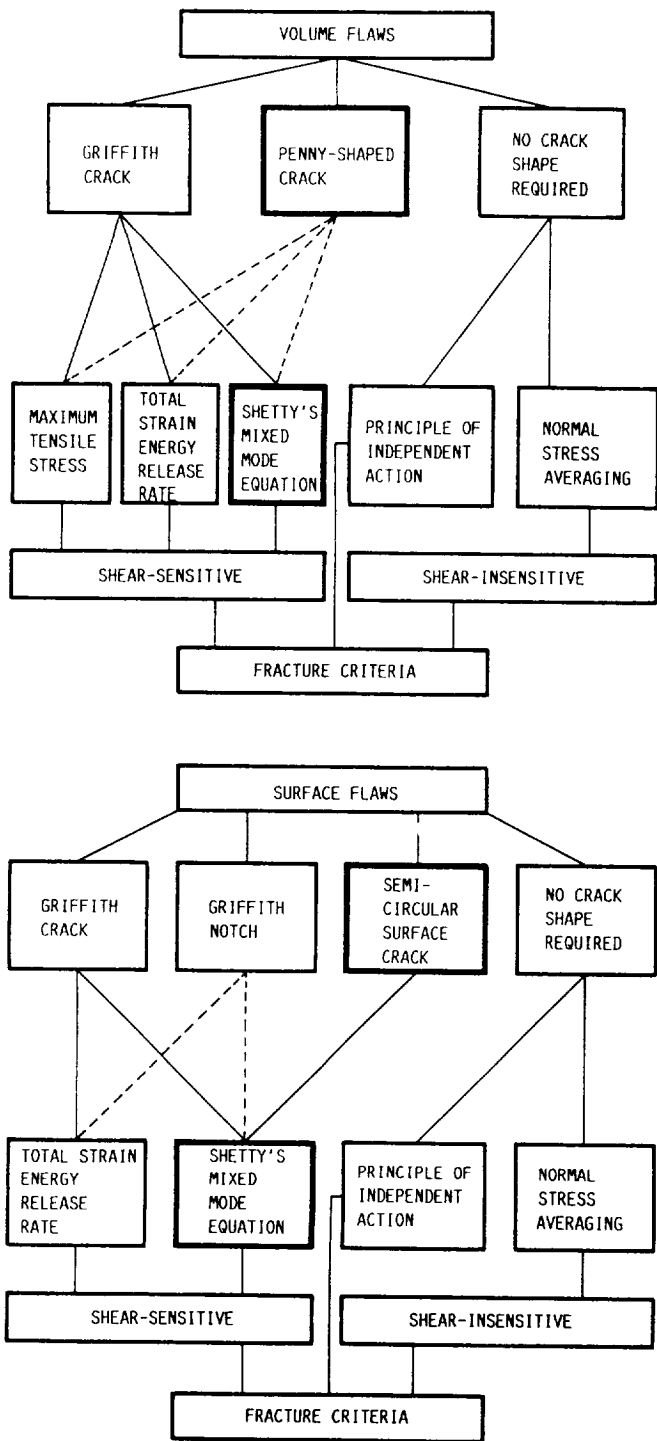 VOLUME FLAWS
GRIFFITH
CRACK
PENNY-SHAPED
CRACK
NO CRACK
SHAPE
REQUIRED
MAXIMUM
TENSILE
STRESS
TOTAL
STRAIN
ENERGY
RELEASE
RATE
SHETTY'S
MIXED
MODE
EQUATION
PRINCIPLE OF
INDEPENDENT
ACTION
NORMAL
STRESS
AVERAGING
SHEAR-SENSITIVE
SHEAR-INSENSITIVE
FRACTURE CRITERIA
SURFACE FLAWS
GRIFFITH
CRACK
GRIFFITH
NOTCH
SEMI-
CIRCULAR
SURFACE
CRACK
NO CRACK
SHAPE
REQUIRED
TOTAL STRAIN
ENERGY
RELEASE
RATE
SHETTY'S
MIXED
MODE
EQUATION
PRINCIPLE OF
INDEPENDENT
ACTION
NORMAL
STRESS
AVERAGING
SHEAR-SENSITIVE
SHEAR-INSENSITIVE
FRACTURE CRITERIA